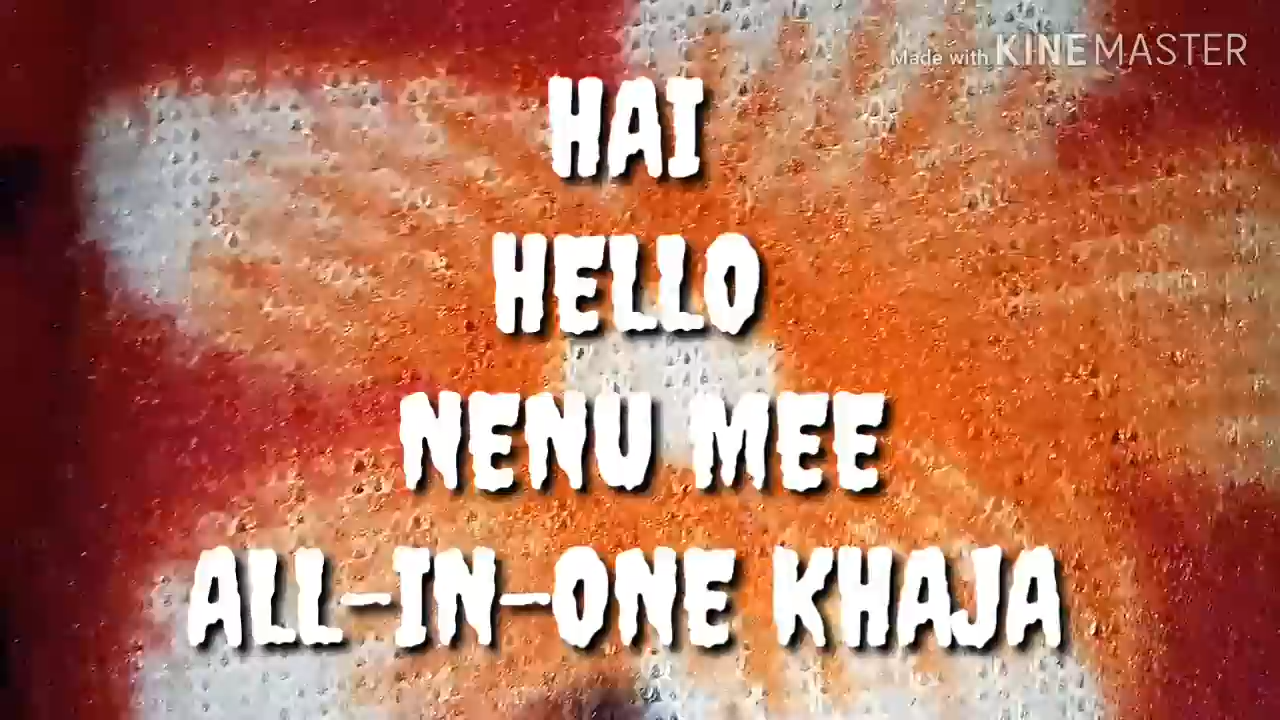 Made with KINEMASTER
HAI
HELLO
NENU MEE
ALL-IN-ONE KHAJA